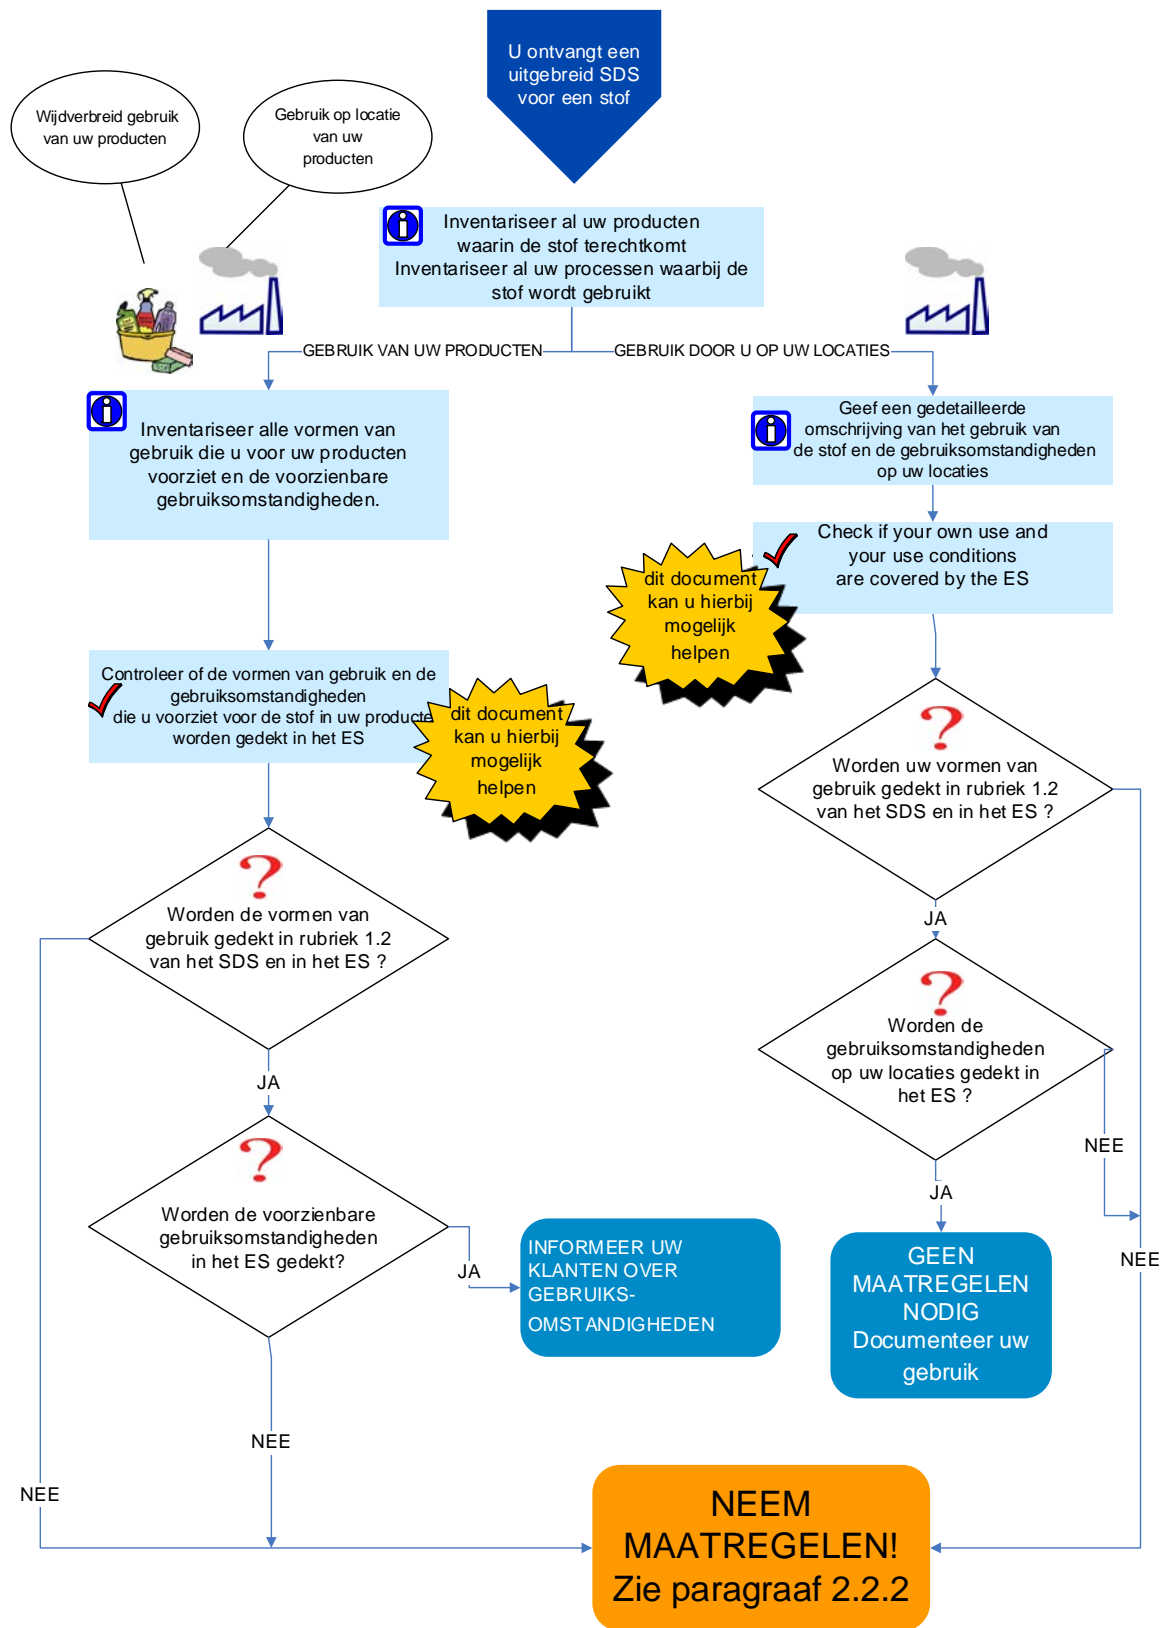 U ontvangt een
uitgebreid SDS
voor een stof
Wijdverbreid gebruik
van uw producten
Gebruik op locatie
van uw
producten
Inventariseer al uw producten
waarin de stof terechtkomt
Inventariseer al uw processen waarbij de
stof wordt gebruikt
GEBRUIK VAN UW PRODUCTEN
GEBRUIK DOOR U OP UW LOCATIES
Inventariseer alle vormen van
gebruik die u voor uw producten
voorziet en de voorzienbare
gebruiksomstandigheden.
Geef een gedetailleerde
omschrijving van het gebruik van
de stof en de gebruiksomstandigheden
op uw locaties
Check if your own use and
your use conditions
are covered by the ES
dit document
kan u hierbij
mogelijk
helpen
Controleer of de vormen van gebruik en de
gebruiksomstandigheden
die u voorziet voor de stof in uw producte
worden gedekt in het ES
dit document
kan u hierbij
mogelijk
helpen
Worden uw vormen van
gebruik gedekt in rubriek 1.2
van het SDS en in het ES ?
Worden de vormen van
gebruik gedekt in rubriek 1.2
van het SDS en in het ES ?
JA
Worden de
gebruiksomstandigheden
op uw locaties gedekt in
het ES ?
JA
NEE
JA
Worden de voorzienbare
gebruiksomstandigheden
in het ES gedekt?
JA
INFORMEER UW
KLANTEN OVER
GEBRUIKS-
OMSTANDIGHEDEN
GEEN
MAATREGELEN
NODIG
Documenteer uw
gebruik
NEE
NEE
NEE
NEEM
MAATREGELEN!
Zie paragraaf 2.2.2